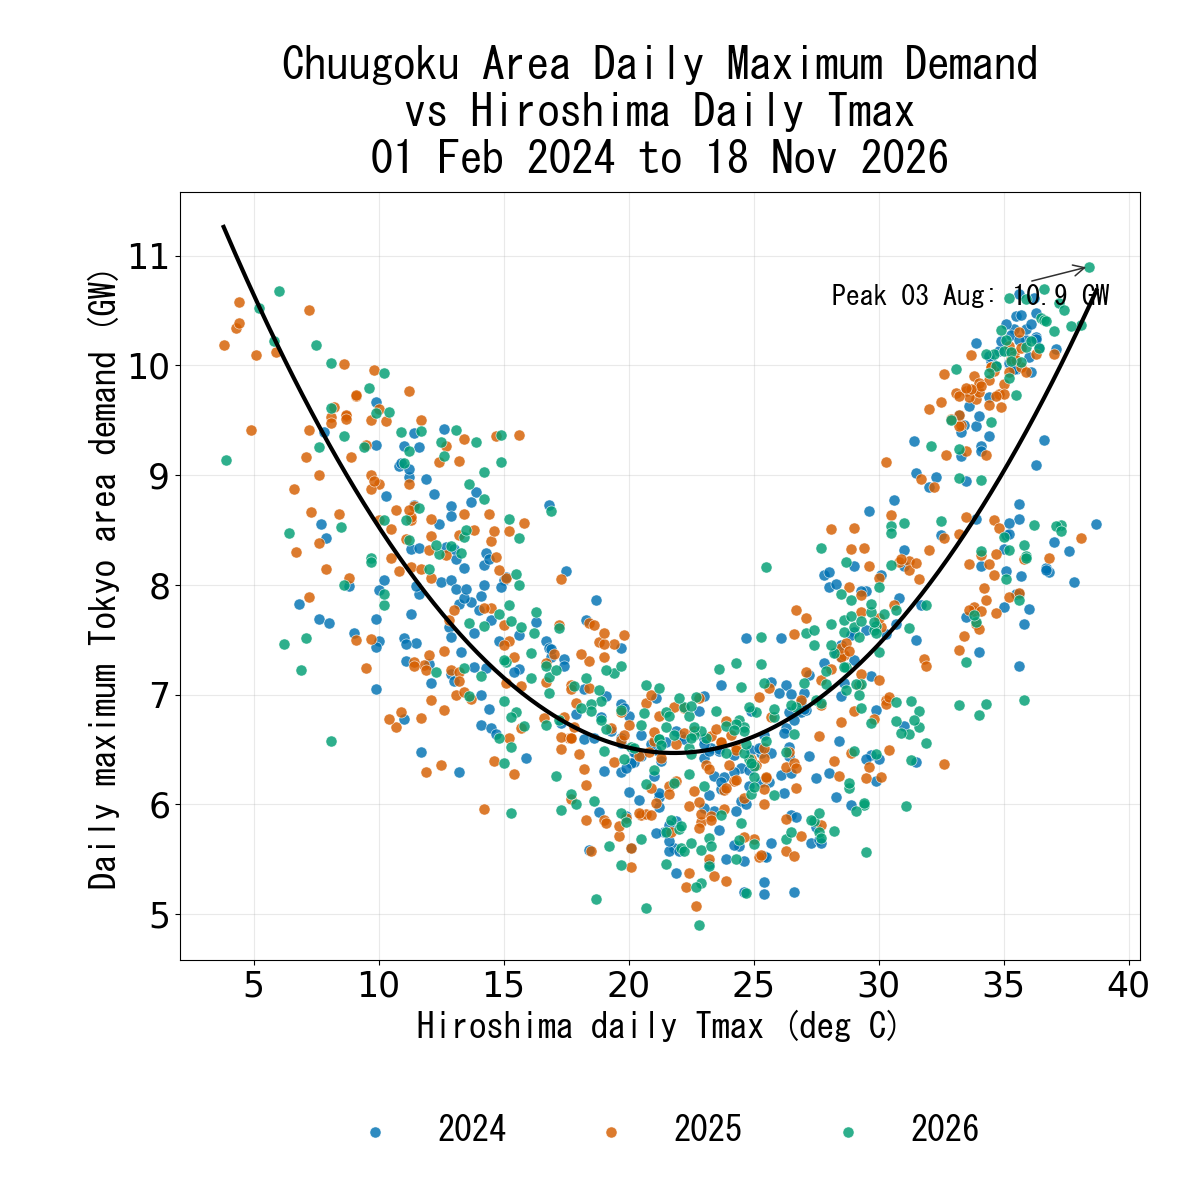 Chuugoku Area Daily Maximum Demand
vs Hiroshima Daily Tmax
01 Feb 2024 to 18 Nov 2026
Daily maximum Tokyo area demand (GW)
11
10
9
8
7
6
5
Peak 03 Aug: 10.9 GW
5 10 15 20 25 30 35 40
Hiroshima daily Tmax (deg C)
2024 2025 2026